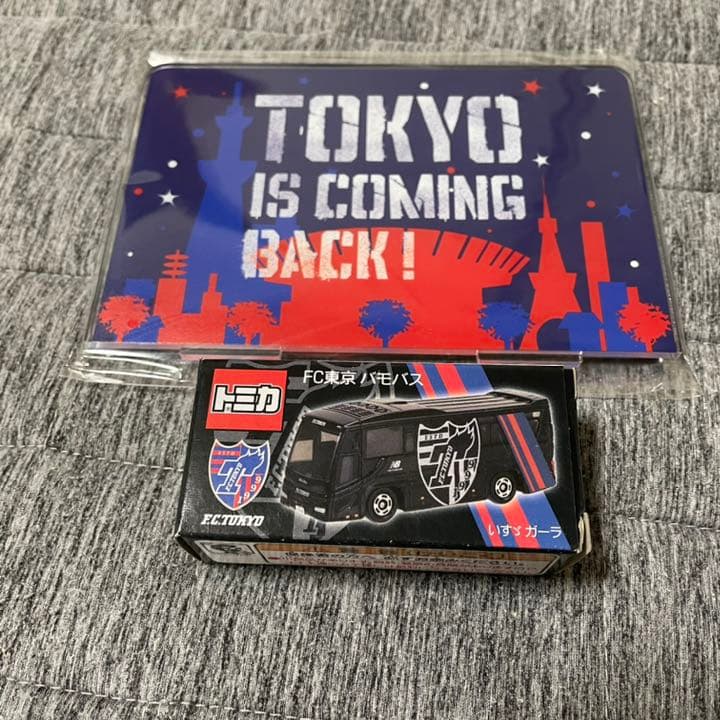 TOKYO
IS COMING
BACK!
FC東京 バモバス
トミカ
F.C.TOKYO
いすゞ ガーラ